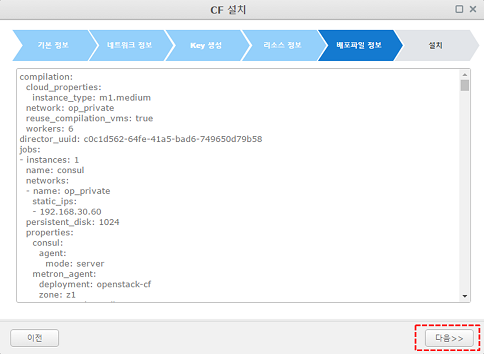 CF 설치
기본 정보
네트워크 정보
Key 생성
리소스 정보
배포파일 정보
설치
compilation:
  cloud_properties:
    instance_type: m1.medium
  network: op_private
  reuse_compilation_vms: true
  workers: 6
director_uuid: c0c1d562-64fe-41a5-bad6-749650d79b58
jobs:
- instances: 1
  name: consul
  networks:
  - name: op_private
    static_ips:
    - 192.168.30.60
  persistent_disk: 1024
  properties:
    consul:
      agent:
        mode: server
    metron_agent:
      deployment: openstack-cf
      zone: z1
이전
다음>>